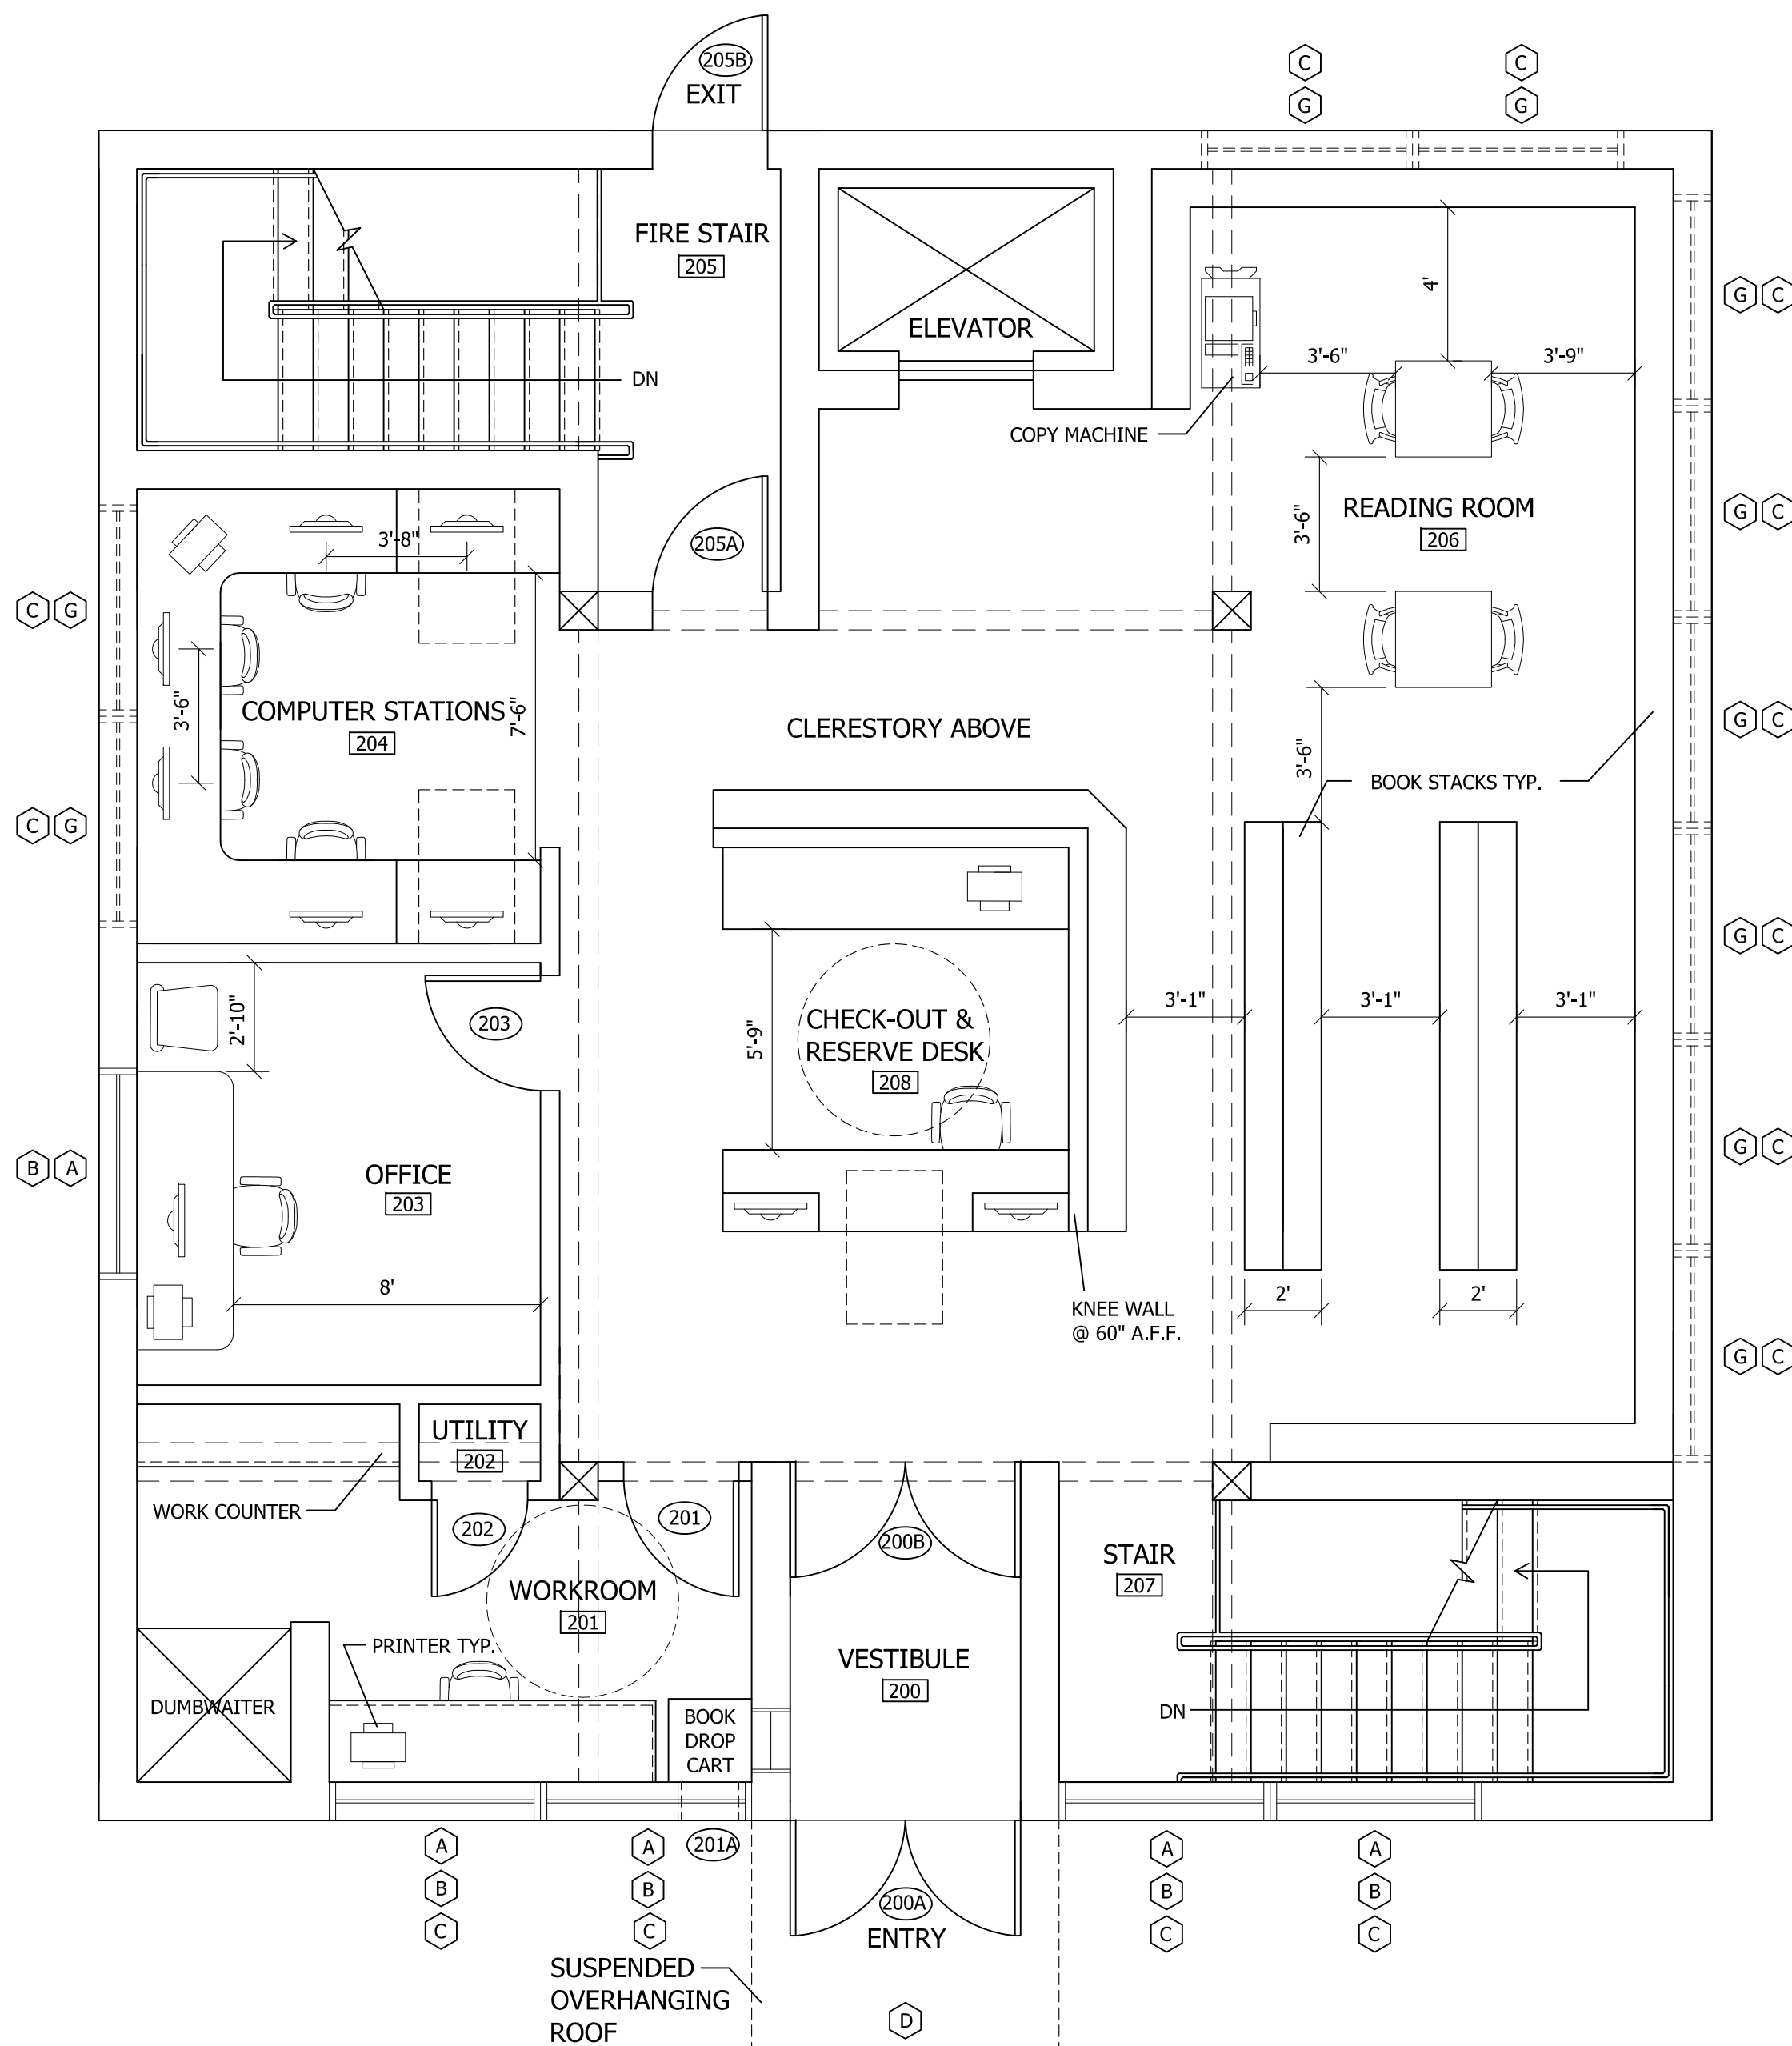 205B
EXIT
C
C
G
G
FIRE STAIR
205
ELEVATOR
4'
G C
3'-6"
3'-9"
DN
COPY MACHINE
205A
3'-8"
READING ROOM
206
3'-6"
G C
C G
COMPUTER STATIONS
204
3'-6"
7'-6"
CLERESTORY ABOVE
G C
3'-6"
BOOK STACKS TYP.
C G
G C
2'-10"
203
5'-9"
CHECK-OUT &
RESERVE DESK
208
3'-1"
3'-1"
3'-1"
B A
OFFICE
203
G C
8'
KNEE WALL
@ 60" A.F.F.
2'
2'
G C
UTILITY
202
WORK COUNTER
202
201
200B
STAIR
207
WORKROOM
201
PRINTER TYP.
VESTIBULE
200
DUMBWAITER
BOOK
DROP
CART
DN
A
A
201A
A
A
B
B
B
B
C
C
C
C
200A
ENTRY
SUSPENDED
OVERHANGING
ROOF
D